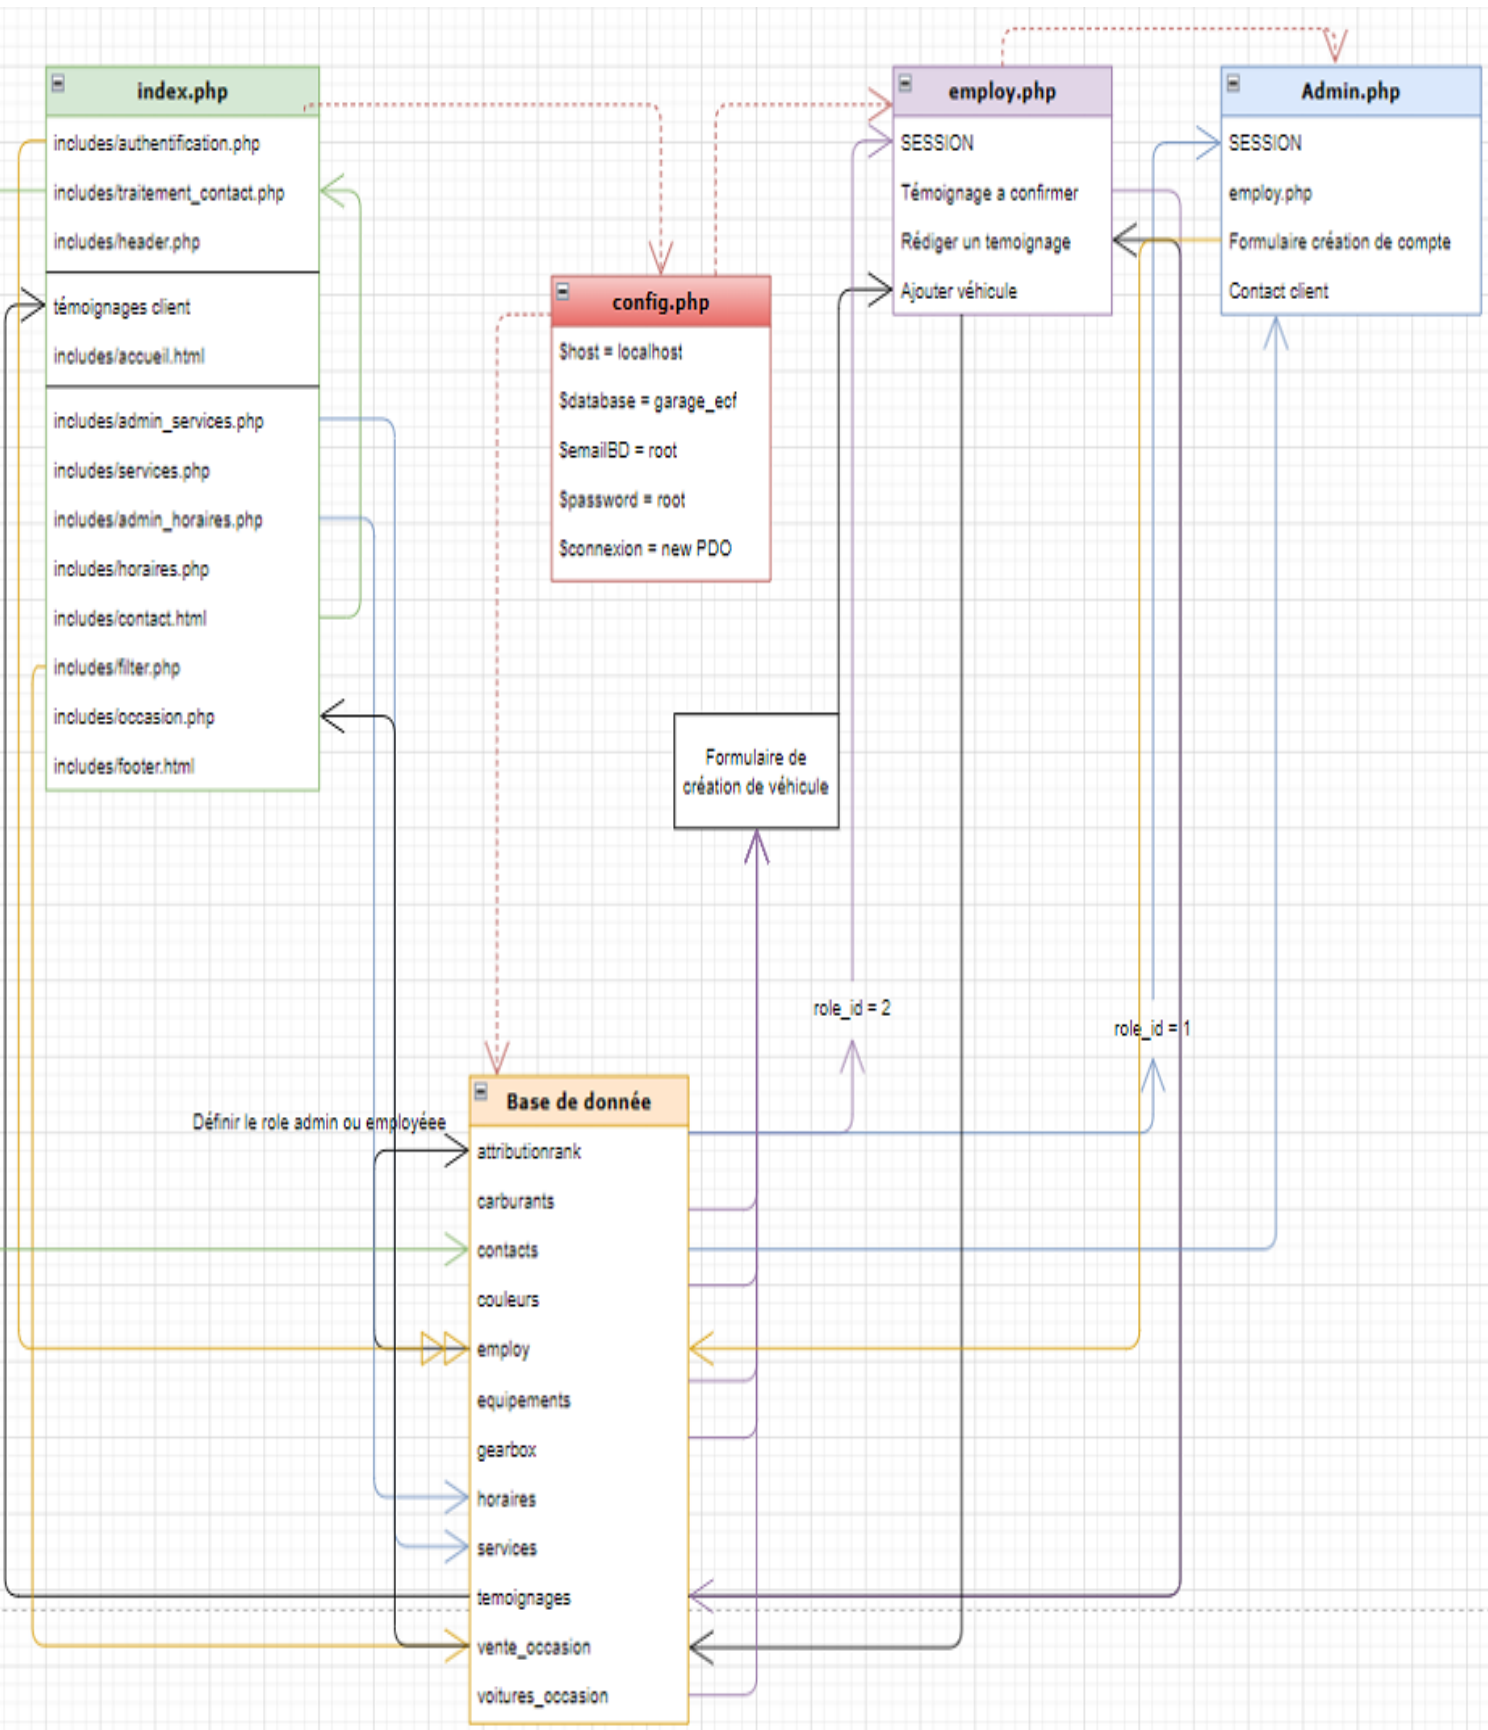 index.php
includes/authentification.php
includes/traitement_contact.php
includes/header.php
témoignages client
includes/accueil.html
includes/admin_services.php
includes/services.php
includes/admin_horaires.php
includes/horaires.php
includes/contact.html
includes/filter.php
includes/occasion.php
includes/footer.html
config.php
$host = localhost
$database = garage_ecf
$emailBD = root
$password = root
$connexion = new PDO
employ.php
SESSION
Témoignage a confirmer
Rédiger un temoignage
Ajouter véhicule
Admin.php
SESSION
employ.php
Formulaire création de compte
Contact client
Formulaire de
création de véhicule
role_id = 2
role_id = 1
Définir le role admin ou employéee
Base de donnée
attributionrank
carburants
contacts
couleurs
employ
equipements
gearbox
horaires
services
temoignages
vente_occasion
voitures_occasion